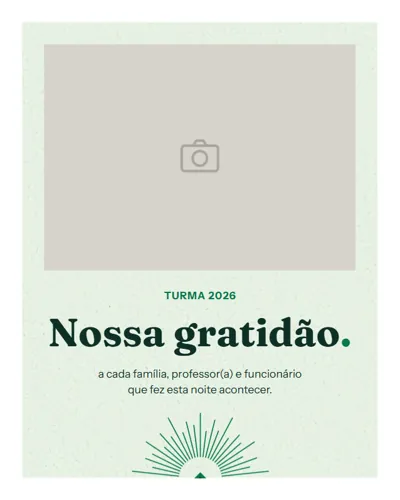 TURMA 2026
Nossa gratidão.
a cada família, professor(a) e funcionário
que fez esta noite acontecer.